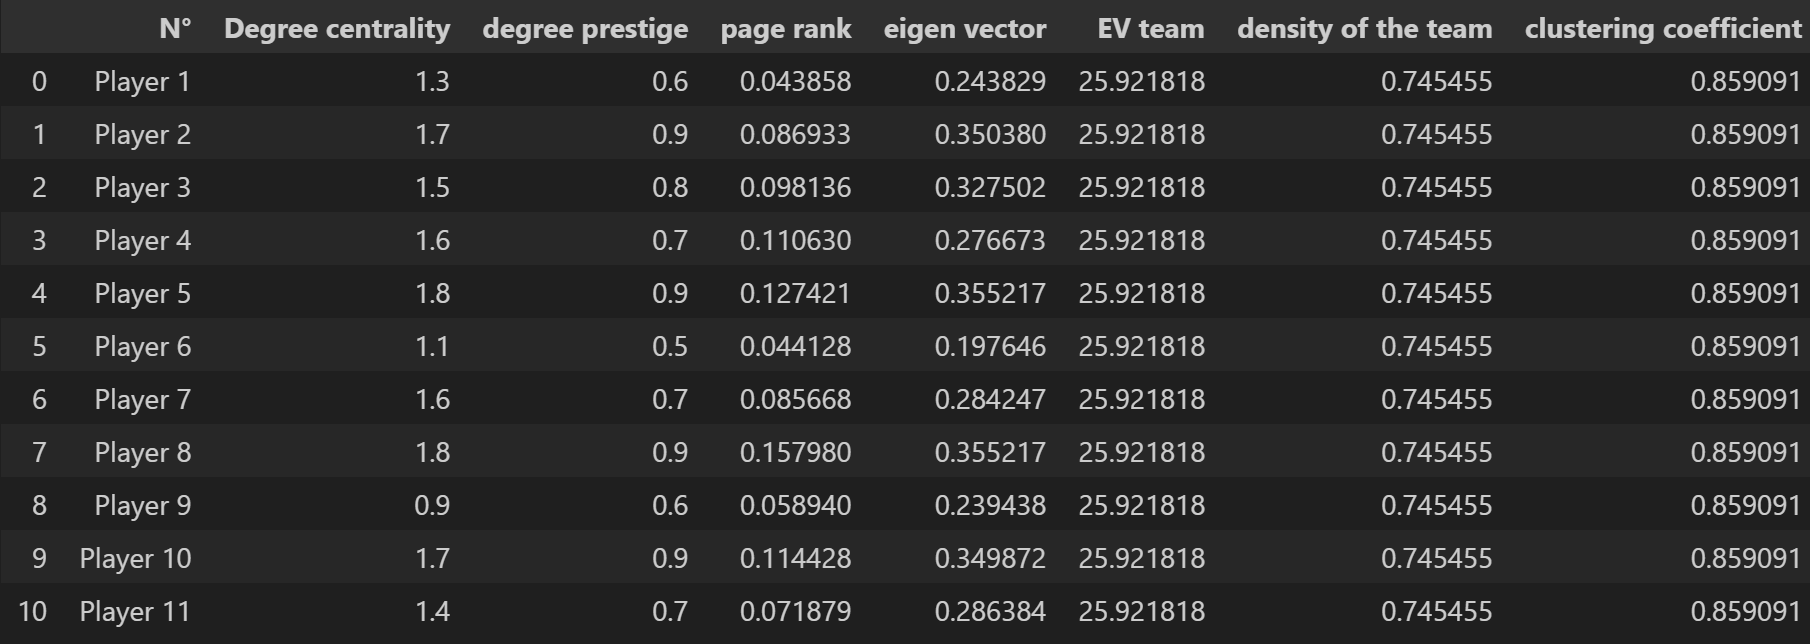 N° Degree centrality degree prestige page rank eigen vector EV team density of the team clustering coefficient
0 Player 1 1.3 0.6 0.043858 0.243829 25.921818 0.745455 0.859091
1 Player 2 1.7 0.9 0.086933 0.350380 25.921818 0.745455 0.859091
2 Player 3 1.5 0.8 0.098136 0.327502 25.921818 0.745455 0.859091
3 Player 4 1.6 0.7 0.110630 0.276673 25.921818 0.745455 0.859091
4 Player 5 1.8 0.9 0.127421 0.355217 25.921818 0.745455 0.859091
5 Player 6 1.1 0.5 0.044128 0.197646 25.921818 0.745455 0.859091
6 Player 7 1.6 0.7 0.085668 0.284247 25.921818 0.745455 0.859091
7 Player 8 1.8 0.9 0.157980 0.355217 25.921818 0.745455 0.859091
8 Player 9 0.9 0.6 0.058940 0.239438 25.921818 0.745455 0.859091
9 Player 10 1.7 0.9 0.114428 0.349872 25.921818 0.745455 0.859091
10 Player 11 1.4 0.7 0.071879 0.286384 25.921818 0.745455 0.859091